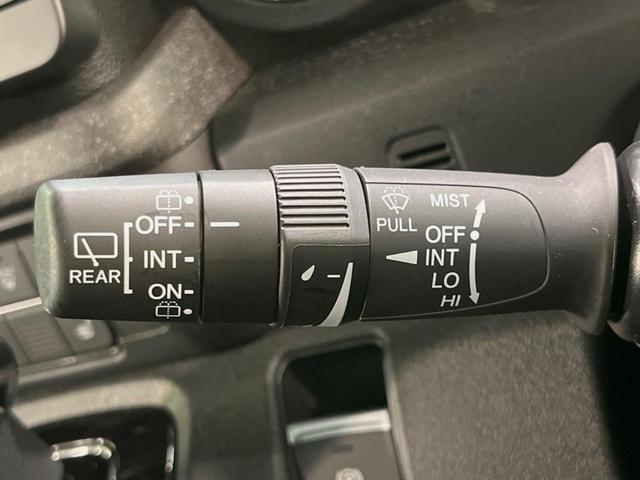 REAR
OFF
INT
ON
PULL
MIST
OFF
INT
LO
HI